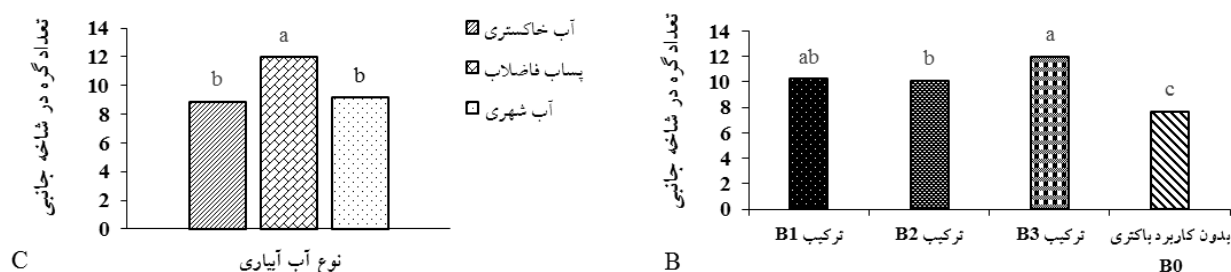 تعداد گره در شاخه جانبی
14
12
10
8
6
4
2
0
b
a
b
آب خاکستری
پساب فاضلاب
آب شهری
نوع آب آبیاری
C
تعداد گره در شاخه جانبی
14
12
10
8
6
4
2
0
ab
b
a
c
ترکیب B1
ترکیب B2
ترکیب B3
بدون کاربرد باکتری
B0
B